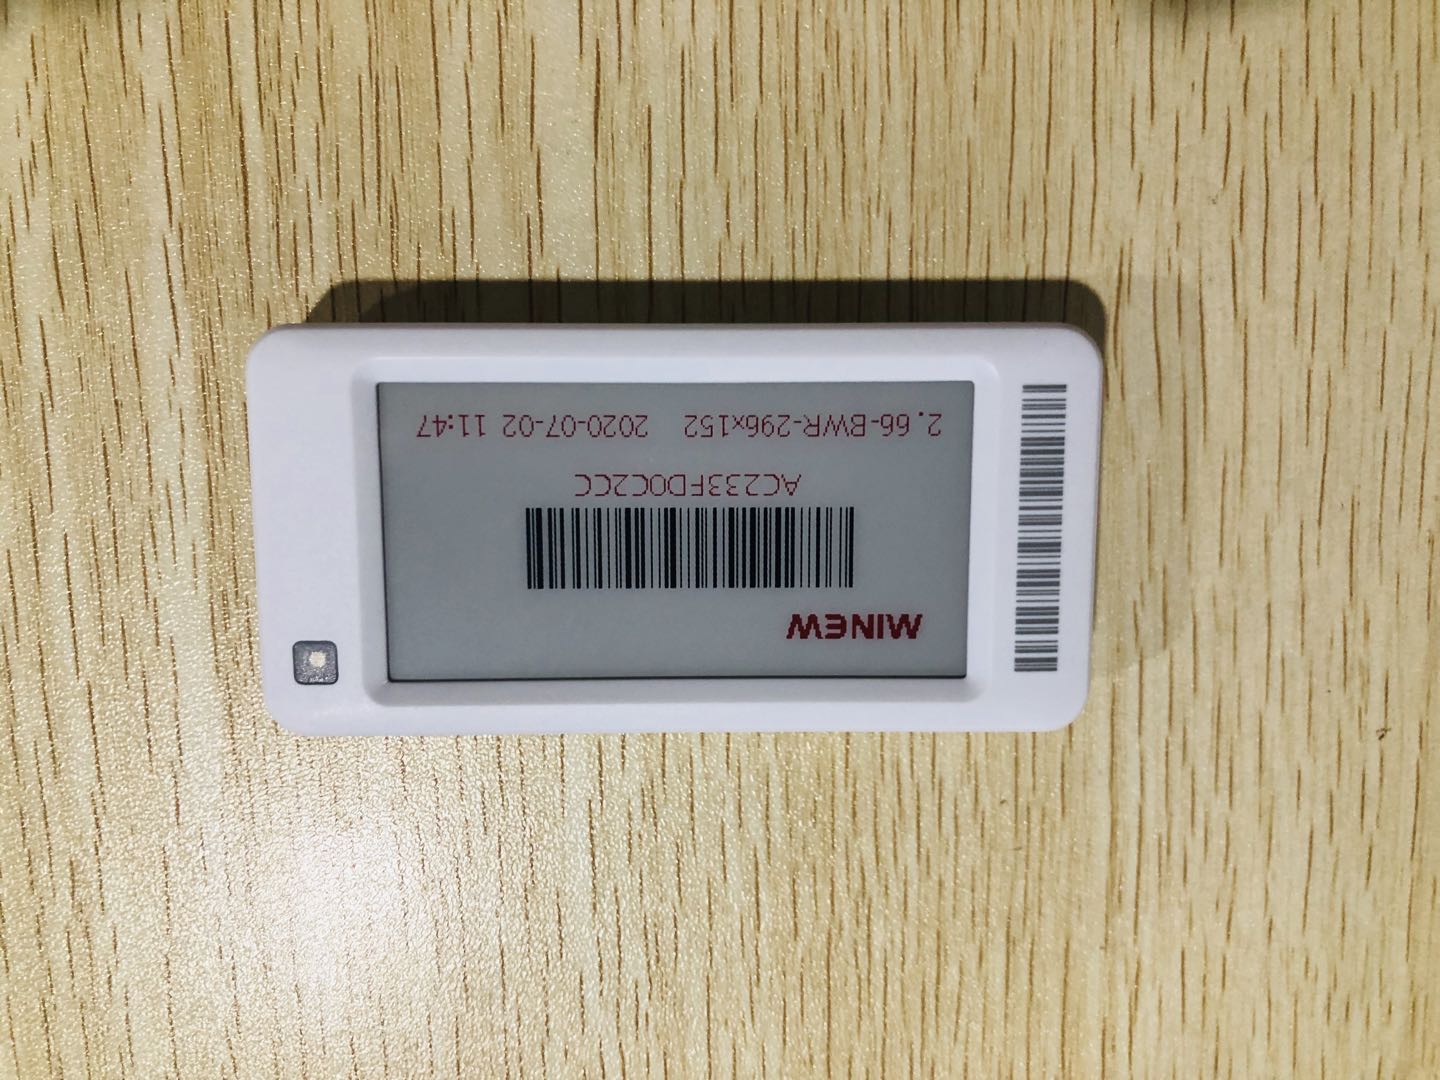 MINEW
AC233FD0C2CC
2.66-BWR-296x152 2020-07-02 11:47